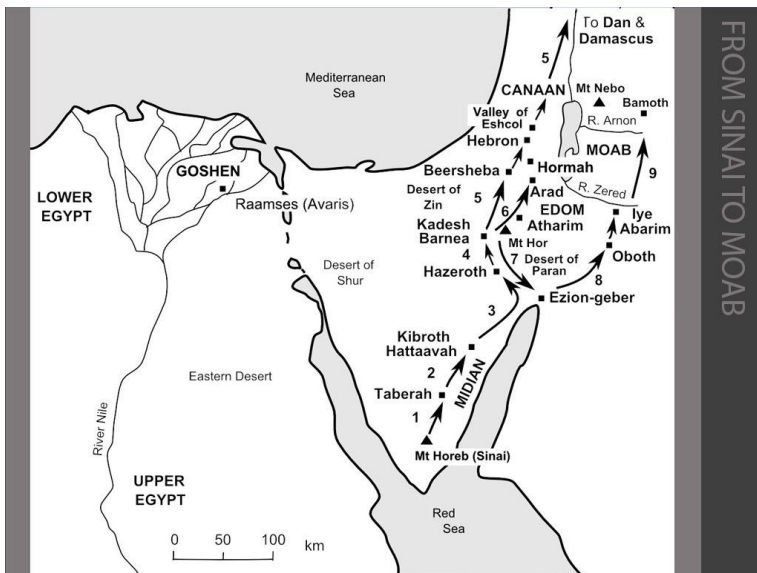 FROM SINAI TO MOAB
To Dan &
Damascus
5
Mediterranean
Sea
CANAAN
Mt Nebo
Bamoth
Valley of
Eshcol
R. Arnon
Hebron
MOAB
GOSHEN
Beersheba
Hormah
9
Raamses (Avaris)
Arad
R. Zered
LOWER
EGYPT
Desert of
Zin
5
6
EDOM
Iye
Abarim
Kadesh
Barnea
Atharim
Mt Hor
4
7
Desert of
Paran
Oboth
Desert of
Shur
Hazeroth
8
Ezion-geber
3
Kibroth
Hattaavah
Eastern Desert
2
MIDIAN
Taberah
River Nile
1
Mt Horeb (Sinai)
UPPER
EGYPT
Red
Sea
0 50 100
km